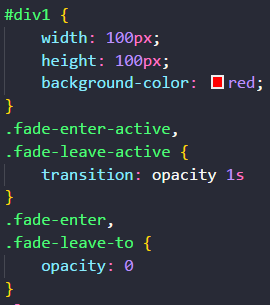 #div1 {
width: 100px;
height: 100px;
background-color: red;
}
.fade-enter-active,
.fade-leave-active {
transition: opacity 1s
}
.fade-enter,
.fade-leave-to {
opacity: 0
}